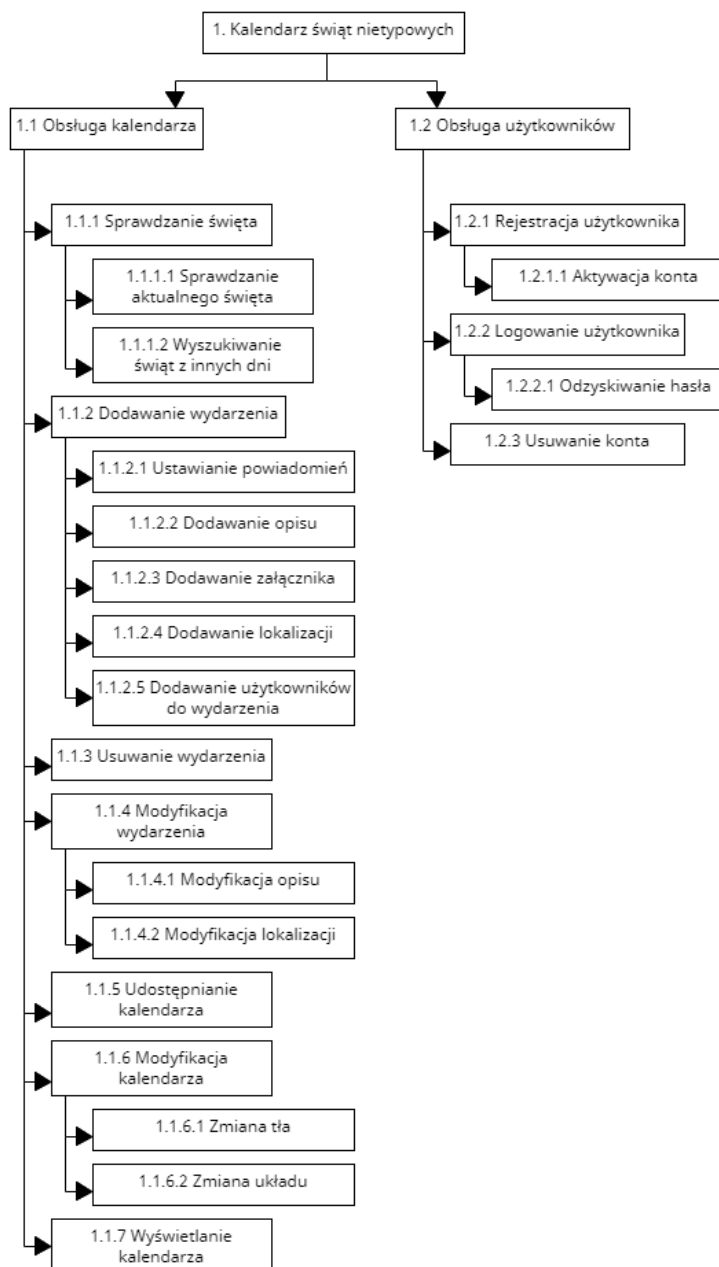 1. Kalendarz świąt nietypowych
1.1 Obsługa kalendarza
1.1.1 Sprawdzanie święta
1.1.1.1 Sprawdzanie
aktualnego święta
1.1.1.2 Wyszukiwanie
świąt z innych dni
1.1.2 Dodawanie wydarzenia
1.1.2.1 Ustawianie powiadomień
1.1.2.2 Dodawanie opisu
1.1.2.3 Dodawanie załącznika
1.1.2.4 Dodawanie lokalizacji
1.1.2.5 Dodawanie użytkowników
do wydarzenia
1.1.3 Usuwanie wydarzenia
1.1.4 Modyfikacja
wydarzenia
1.1.4.1 Modyfikacja opisu
1.1.4.2 Modyfikacja lokalizacji
1.1.5 Udostępnianie
kalendarza
1.1.6 Modyfikacja
kalendarza
1.1.6.1 Zmiana tła
1.1.6.2 Zmiana układu
1.1.7 Wyświetlanie
kalendarza
1.2 Obsługa użytkowników
1.2.1 Rejestracja użytkownika
1.2.1.1 Aktywacja konta
1.2.2 Logowanie użytkownika
1.2.2.1 Odzyskiwanie hasła
1.2.3 Usuwanie konta